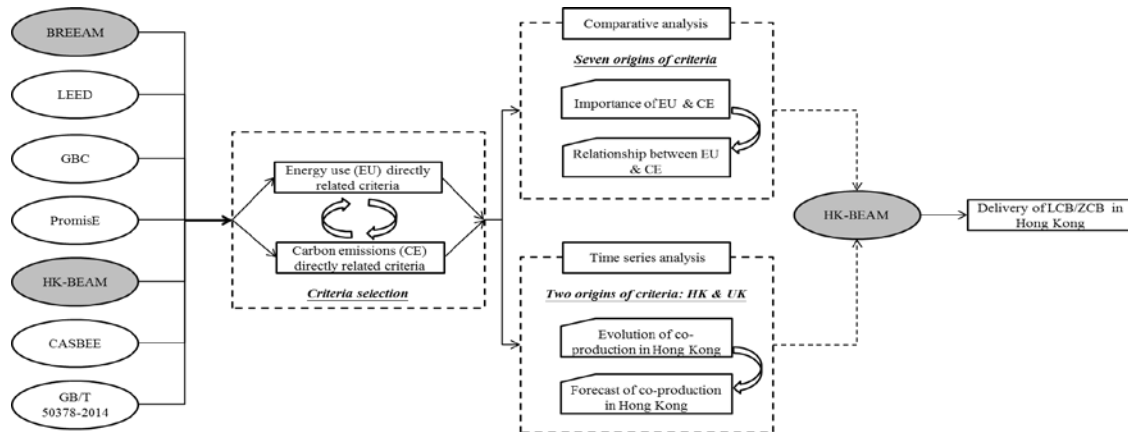 BREEAM
LEED
GBC
PromisE
HK-BEAM
CASBEE
GB/T
50378-2014
Energy use (EU) directly
related criteria
Carbon emissions (CE)
directly related criteria
Criteria selection
Comparative analysis
Seven origins of criteria
Importance of EU & CE
Relationship between EU
& CE
Time series analysis
Two origins of criteria: HK & UK
Evolution of co-
production in Hong Kong
Forecast of co-production
in Hong Kong
HK-BEAM
Delivery of LCB/ZCB in
Hong Kong